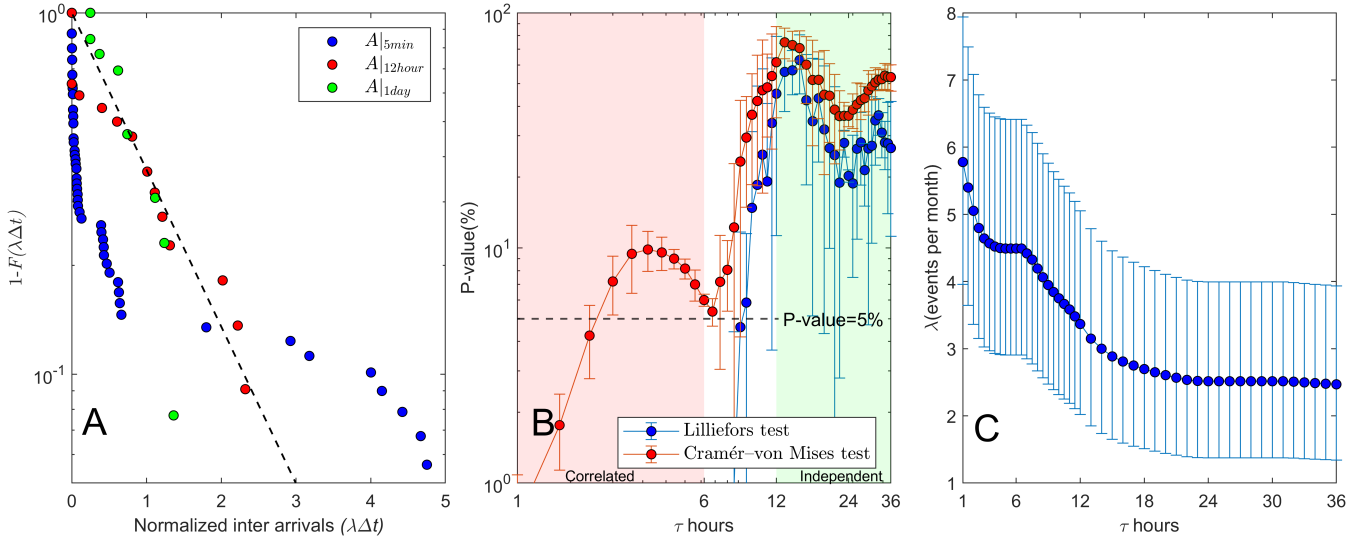 10^0
10^-1
1-F(λΔt)
0 1 2 3 4 5
Normalized inter arrivals (λΔt)
A|5min
A|12hour
A|1day
A
10^2
10^1
10^0
P-value(%)
P-value=5%
B
Lilliefors test
Cramér–von Mises test
Correlated
Independent
1 6 12 24 36
τ hours
8
7
6
5
4
3
2
1
λ(events per month)
C
1 6 12 18 24 30 36
τ hours